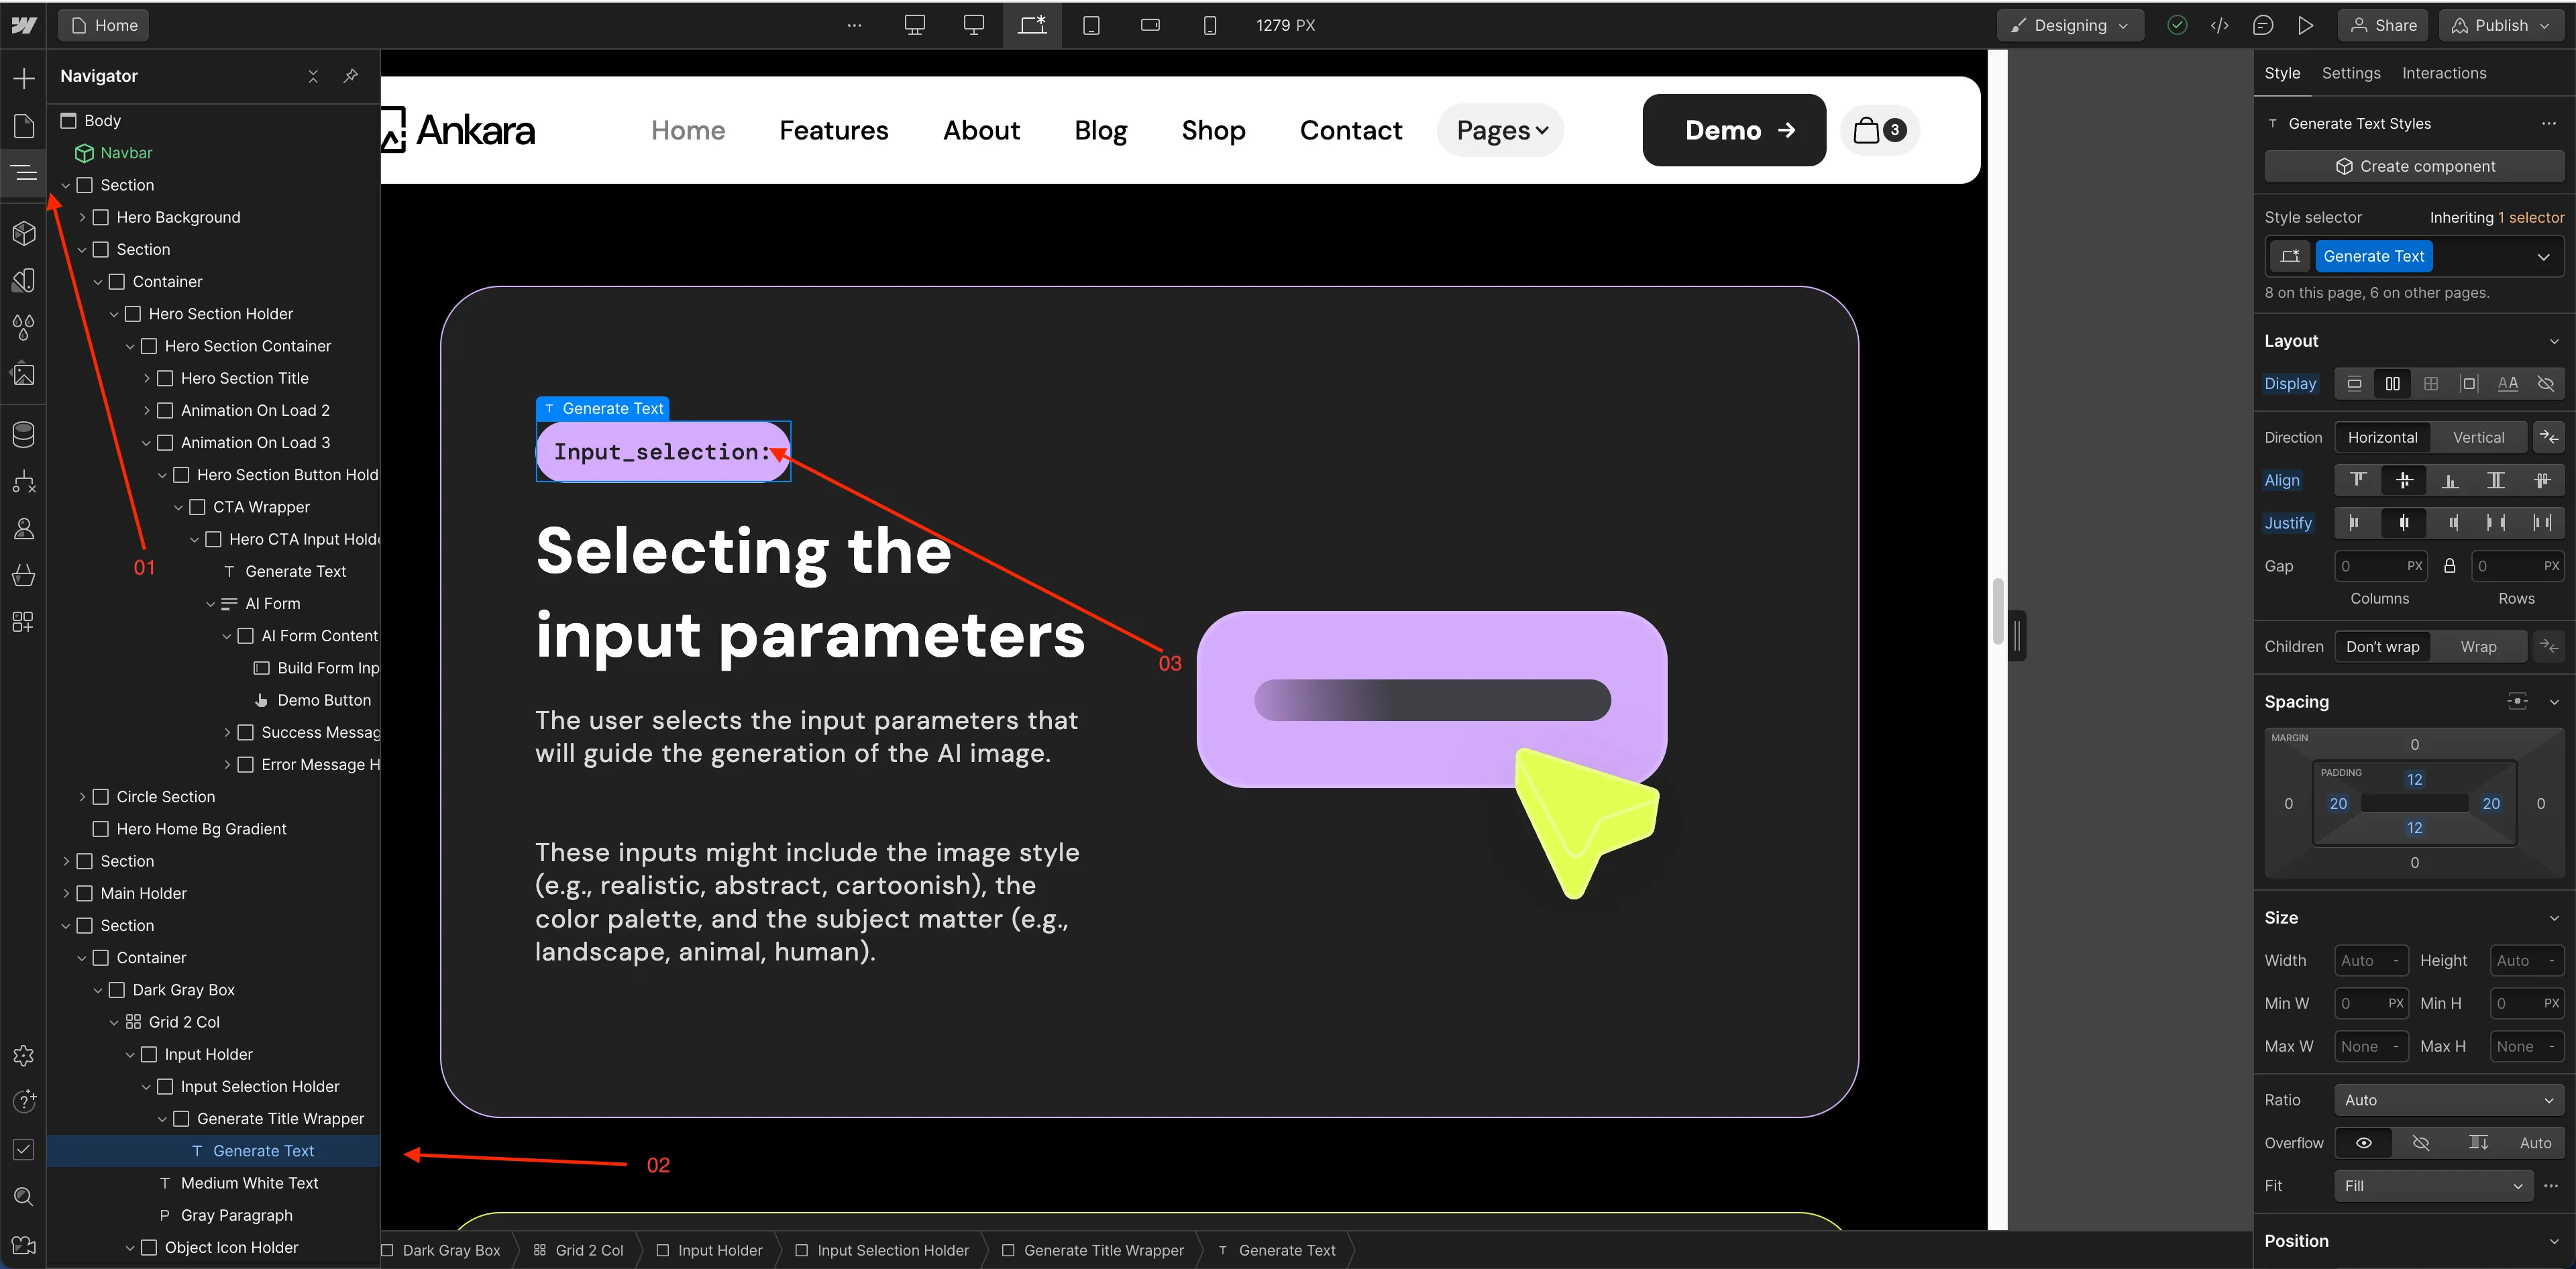 Home
1279 PX
Designing
Share
Publish
Navigator
Body
Navbar
Section
Hero Background
Section
Container
Hero Section Holder
Hero Section Container
Hero Section Title
Animation On Load 2
Animation On Load 3
Hero Section Button Hold
CTA Wrapper
Hero CTA Input Holde
Generate Text
AI Form
AI Form Content
Build Form Inp
Demo Button
Success Messag
Error Message H
Circle Section
Hero Home Bg Gradient
Section
Main Holder
Section
Container
Dark Gray Box
Grid 2 Col
Input Holder
Input Selection Holder
Generate Title Wrapper
Generate Text
Medium White Text
Gray Paragraph
Object Icon Holder
01
02
03
Ankara
Home Features About Blog Shop Contact Pages
Demo
3
Generate Text
Input_selection:
Selecting the
input parameters
The user selects the input parameters that
will guide the generation of the AI image.
These inputs might include the image style
(e.g., realistic, abstract, cartoonish), the
color palette, and the subject matter (e.g.,
landscape, animal, human).
Dark Gray Box Grid 2 Col Input Holder Input Selection Holder Generate Title Wrapper Generate Text
Style Settings Interactions
Generate Text Styles
Create component
Style selector Inheriting 1 selector
Generate Text
8 on this page, 6 on other pages.
Layout
Display
Direction Horizontal Vertical
Align
Justify
Gap 0 PX 0 PX
Columns Rows
Children Don't wrap Wrap
Spacing
MARGIN
0
PADDING
12
0 20 20 0
12
0
Size
Width Auto - Height Auto -
Min W 0 PX Min H 0 PX
Max W None - Max H None -
Ratio Auto
Overflow Auto
Fit Fill
Position